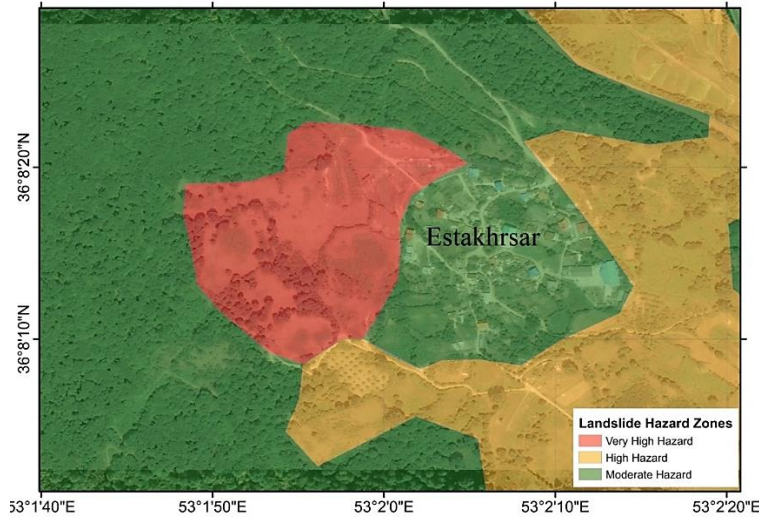 36°8'20"N
Estakhrsar
36°8'10"N
Landslide Hazard Zones
Very High Hazard
High Hazard
Moderate Hazard
53°1'40"E 53°1'50"E 53°2'0"E 53°2'10"E 53°2'20"E